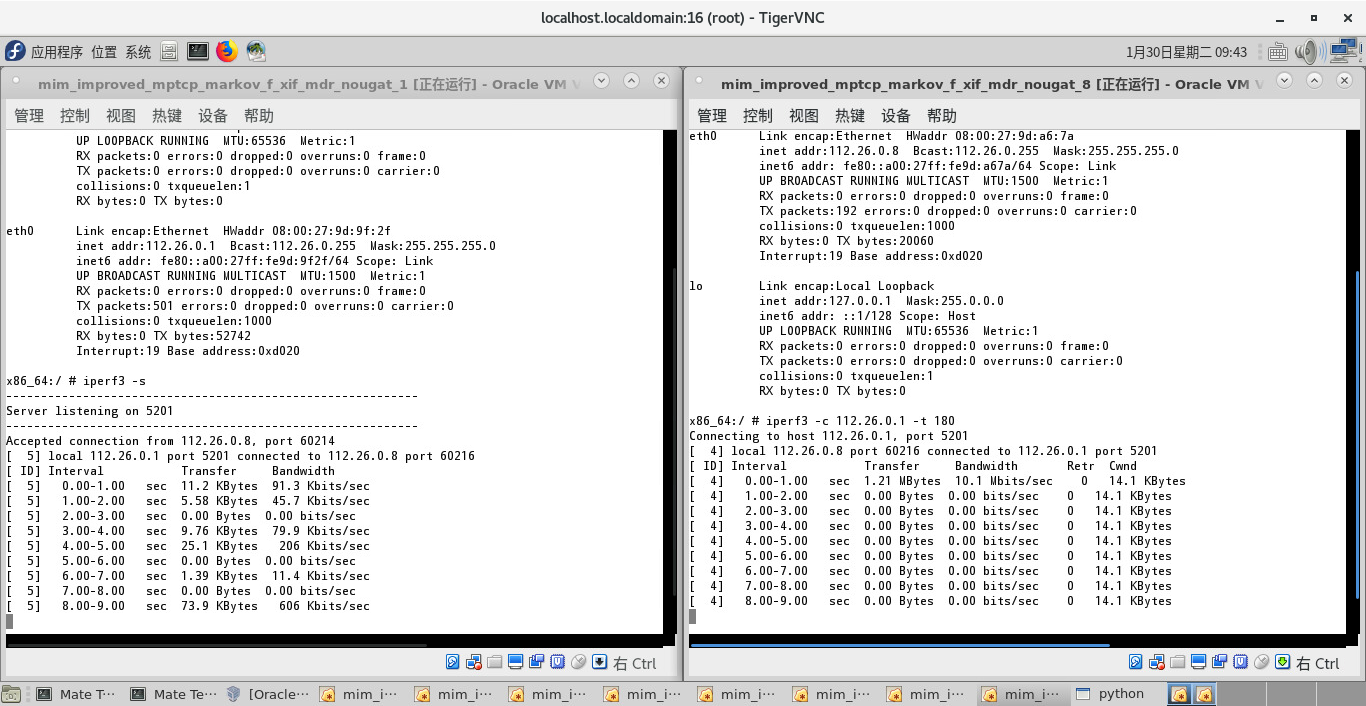 localhost.localdomain:16 (root) - TigerVNC
应用程序 位置 系统
1月30日星期二 09:43
mim_improved_mptcp_markov_f_xif_mdr_nougat_1 [正在运行] - Oracle VM V
管理 控制 视图 热键 设备 帮助
UP LOOPBACK RUNNING MTU:65536 Metric:1
RX packets:0 errors:0 dropped:0 overruns:0 frame:0
TX packets:0 errors:0 dropped:0 overruns:0 carrier:0
collisions:0 txqueuelen:1
RX bytes:0 TX bytes:0
eth0 Link encap:Ethernet HWaddr 08:00:27:9d:9f:2f
inet addr:112.26.0.1 Bcast:112.26.0.255 Mask:255.255.255.0
inet6 addr: fe80::a00:27ff:fe9d:9f2f/64 Scope: Link
UP BROADCAST RUNNING MULTICAST MTU:1500 Metric:1
RX packets:0 errors:0 dropped:0 overruns:0 frame:0
TX packets:501 errors:0 dropped:0 overruns:0 carrier:0
collisions:0 txqueuelen:1000
RX bytes:0 TX bytes:52742
Interrupt:19 Base address:0xd020
x86_64:/ # iperf3 -s
-----------------------------------------------------------
Server listening on 5201
-----------------------------------------------------------
Accepted connection from 112.26.0.8, port 60214
[  5] local 112.26.0.1 port 5201 connected to 112.26.0.8 port 60216
[ ID] Interval Transfer Bandwidth
[  5] 0.00-1.00 sec 11.2 KBytes 91.3 Kbits/sec
[  5] 1.00-2.00 sec 5.58 KBytes 45.7 Kbits/sec
[  5] 2.00-3.00 sec 0.00 Bytes 0.00 bits/sec
[  5] 3.00-4.00 sec 9.76 KBytes 79.9 Kbits/sec
[  5] 4.00-5.00 sec 25.1 KBytes 206 Kbits/sec
[  5] 5.00-6.00 sec 0.00 Bytes 0.00 bits/sec
[  5] 6.00-7.00 sec 1.39 KBytes 11.4 Kbits/sec
[  5] 7.00-8.00 sec 0.00 Bytes 0.00 bits/sec
[  5] 8.00-9.00 sec 73.9 KBytes 606 Kbits/sec
右 Ctrl
mim_improved_mptcp_markov_f_xif_mdr_nougat_8 [正在运行] - Oracle VM V
管理 控制 视图 热键 设备 帮助
eth0 Link encap:Ethernet HWaddr 08:00:27:9d:a6:7a
inet addr:112.26.0.8 Bcast:112.26.0.255 Mask:255.255.255.0
inet6 addr: fe80::a00:27ff:fe9d:a67a/64 Scope: Link
UP BROADCAST RUNNING MULTICAST MTU:1500 Metric:1
RX packets:0 errors:0 dropped:0 overruns:0 frame:0
TX packets:192 errors:0 dropped:0 overruns:0 carrier:0
collisions:0 txqueuelen:1000
RX bytes:0 TX bytes:20060
Interrupt:19 Base address:0xd020
lo Link encap:Local Loopback
inet addr:127.0.0.1 Mask:255.0.0.0
inet6 addr: ::1/128 Scope: Host
UP LOOPBACK RUNNING MTU:65536 Metric:1
RX packets:0 errors:0 dropped:0 overruns:0 frame:0
TX packets:0 errors:0 dropped:0 overruns:0 carrier:0
collisions:0 txqueuelen:1
RX bytes:0 TX bytes:0
x86_64:/ # iperf3 -c 112.26.0.1 -t 180
Connecting to host 112.26.0.1, port 5201
[  4] local 112.26.0.8 port 60216 connected to 112.26.0.1 port 5201
[ ID] Interval Transfer Bandwidth Retr Cwnd
[  4] 0.00-1.00 sec 1.21 MBytes 10.1 Mbits/sec 0 14.1 KBytes
[  4] 1.00-2.00 sec 0.00 Bytes 0.00 bits/sec 0 14.1 KBytes
[  4] 2.00-3.00 sec 0.00 Bytes 0.00 bits/sec 0 14.1 KBytes
[  4] 3.00-4.00 sec 0.00 Bytes 0.00 bits/sec 0 14.1 KBytes
[  4] 4.00-5.00 sec 0.00 Bytes 0.00 bits/sec 0 14.1 KBytes
[  4] 5.00-6.00 sec 0.00 Bytes 0.00 bits/sec 0 14.1 KBytes
[  4] 6.00-7.00 sec 0.00 Bytes 0.00 bits/sec 0 14.1 KBytes
[  4] 7.00-8.00 sec 0.00 Bytes 0.00 bits/sec 0 14.1 KBytes
[  4] 8.00-9.00 sec 0.00 Bytes 0.00 bits/sec 0 14.1 KBytes
右 Ctrl
Mate T… Mate Te… [Oracle… mim_i… mim_i… mim_i… mim_i… mim_i… mim_i… mim_i… mim_i… python